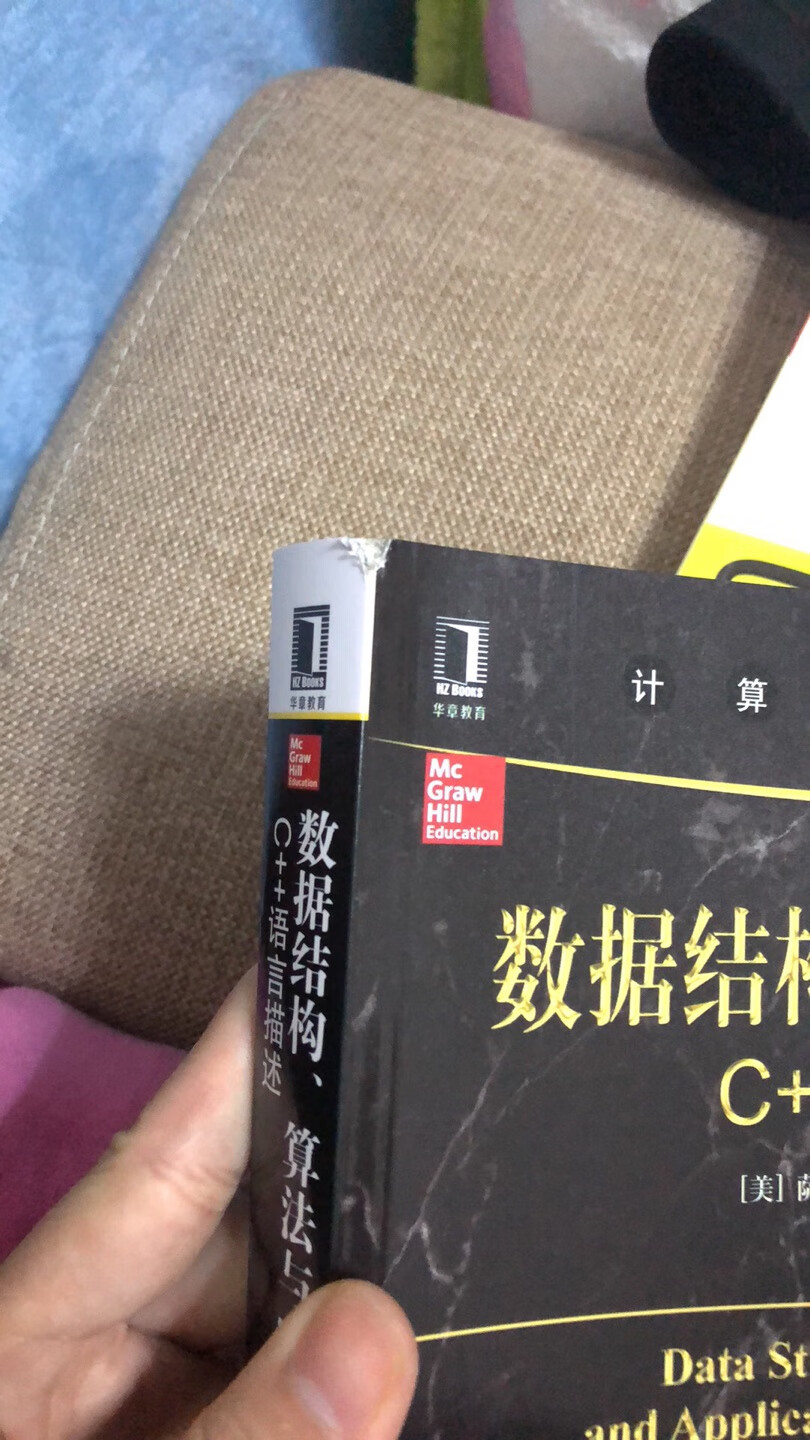 HZ BOOKS
华章教育
Mc
Graw
Hill
Education
数据结构、算法与
C++语言描述
HZ BOOKS
华章教育
计算
Mc
Graw
Hill
Education
数据结构
C+
[美] 萨
Data St
and Applica